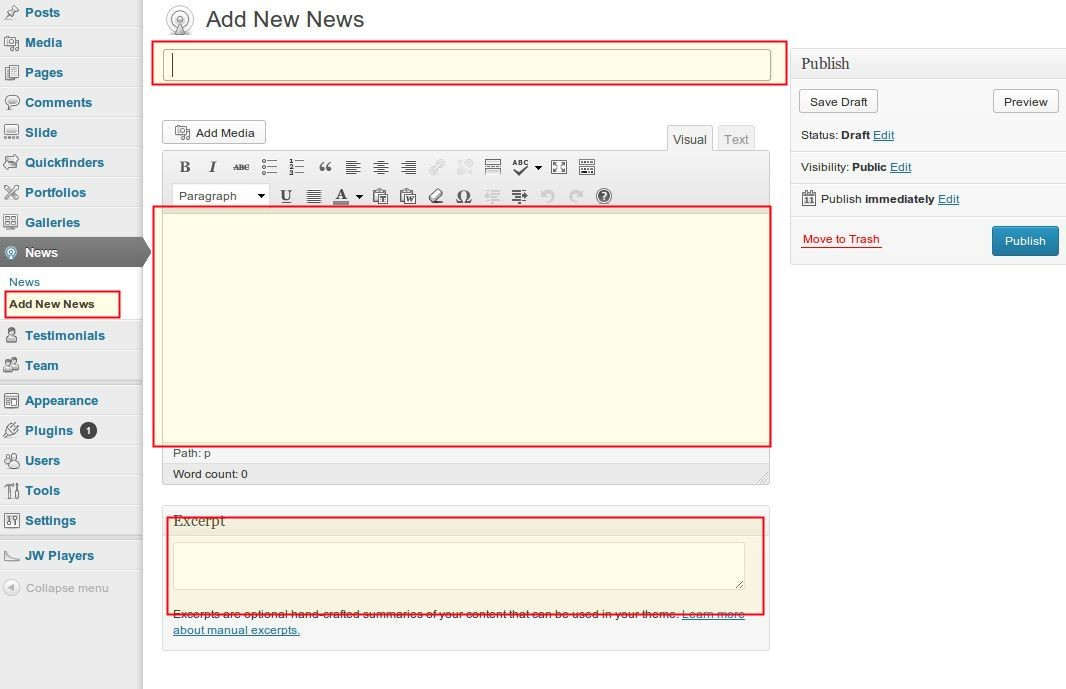 Posts
Media
Pages
Comments
Slide
Quickfinders
Portfolios
Galleries
News
News
Add New News
Testimonials
Team
Appearance
Plugins 1
Users
Tools
Settings
JW Players
Collapse menu
Add New News
Add Media
Visual Text
B I ABC ABC
Paragraph U A Ω ?
Path: p
Word count: 0
Excerpt
Excerpts are optional hand-crafted summaries of your content that can be used in your theme. Learn more
about manual excerpts.
Publish
Save Draft Preview
Status: Draft Edit
Visibility: Public Edit
11 Publish immediately Edit
Move to Trash Publish